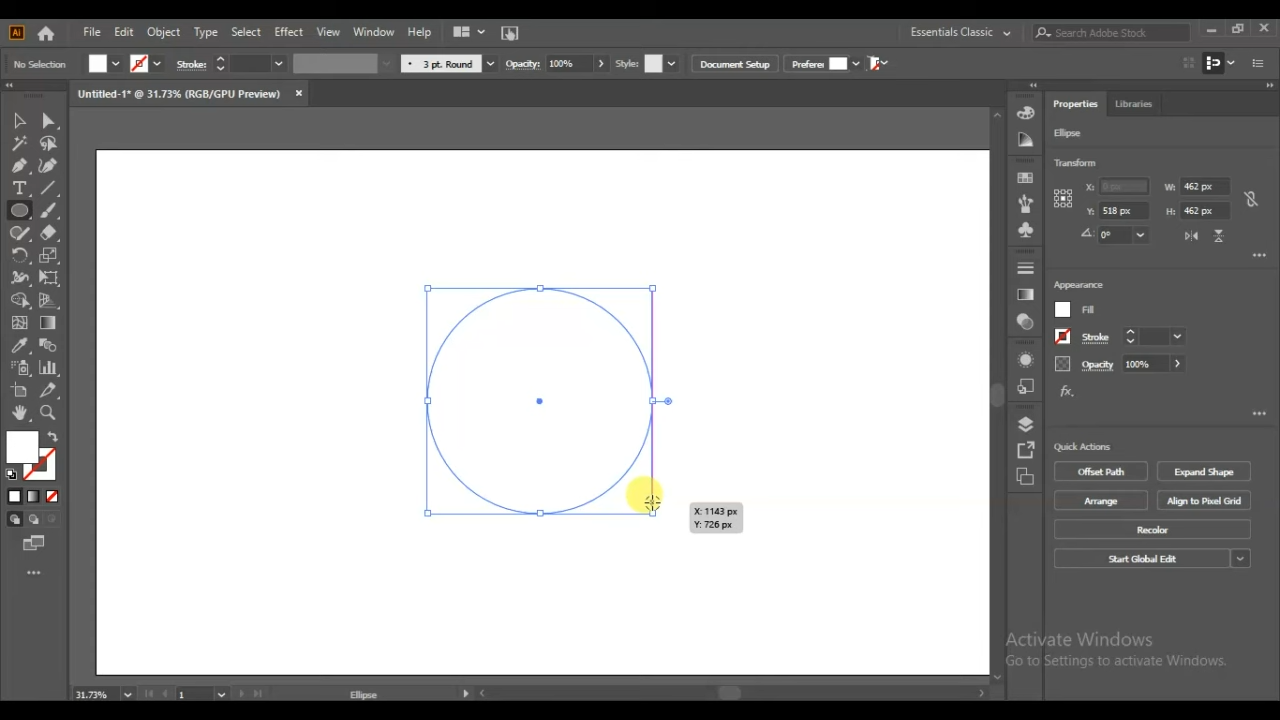 Ai File Edit Object Type Select Effect View Window Help Essentials Classic Search Adobe Stock
No Selection Stroke: 3 pt. Round Opacity: 100% Style: Document Setup Preferer
Untitled-1* @ 31.73% (RGB/GPU Preview)
Properties Libraries
Ellipse
Transform
X: 0 px W: 462 px
Y: 518 px H: 462 px
0°
Appearance
Fill
Stroke
Opacity 100%
fx.
Quick Actions
Offset Path Expand Shape
Arrange Align to Pixel Grid
Recolor
Start Global Edit
X: 1143 px
Y: 726 px
Activate Windows
Go to Settings to activate Windows.
31.73% 1 Ellipse